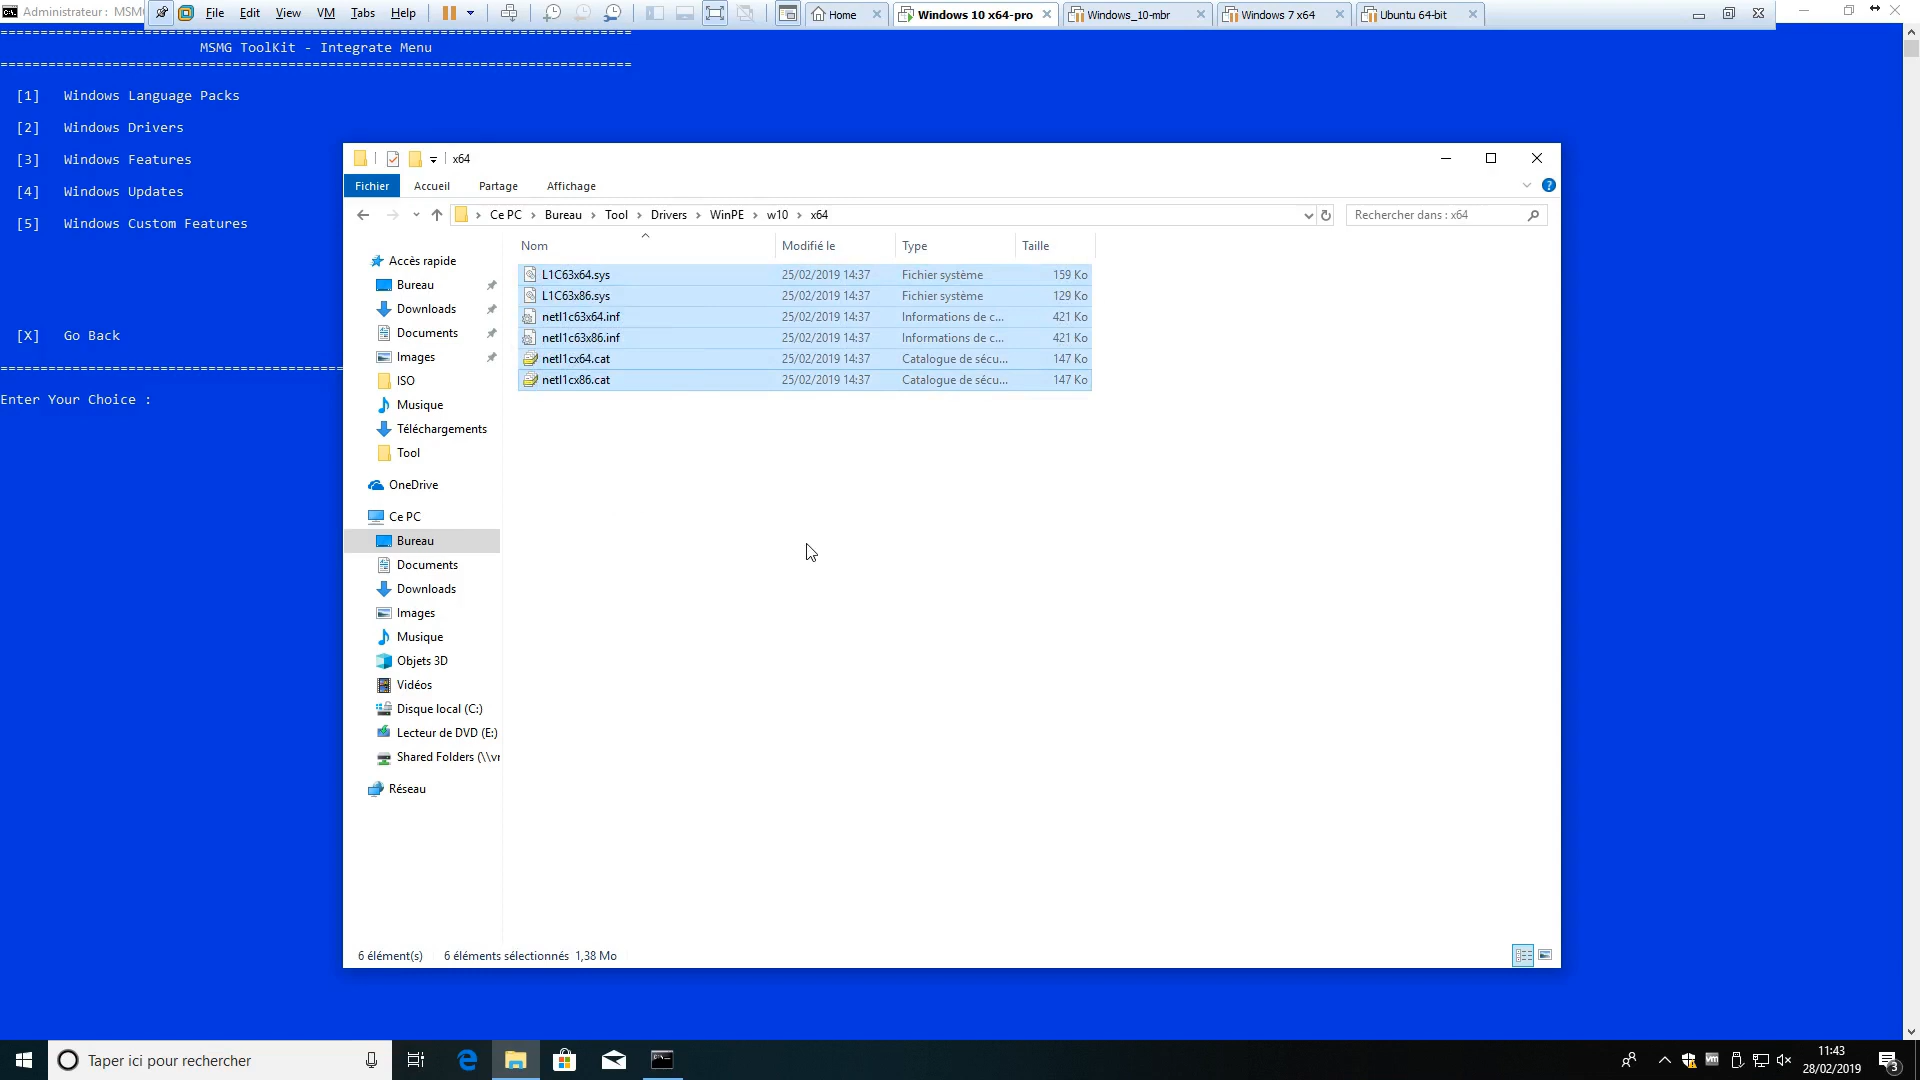 Administrateur : MSM
File Edit View VM Tabs Help
Home
Windows 10 x64-pro
Windows_10-mbr
Windows 7 x64
Ubuntu 64-bit
===============================================================================
MSMG ToolKit - Integrate Menu
===============================================================================
[1] Windows Language Packs
[2] Windows Drivers
[3] Windows Features
[4] Windows Updates
[5] Windows Custom Features
[X] Go Back
===========================================
Enter Your Choice :
x64
Fichier Accueil Partage Affichage
Ce PC > Bureau > Tool > Drivers > WinPE > w10 > x64
Rechercher dans : x64
Nom Modifié le Type Taille
L1C63x64.sys 25/02/2019 14:37 Fichier système 159 Ko
L1C63x86.sys 25/02/2019 14:37 Fichier système 129 Ko
netl1c63x64.inf 25/02/2019 14:37 Informations de c... 421 Ko
netl1c63x86.inf 25/02/2019 14:37 Informations de c... 421 Ko
netl1cx64.cat 25/02/2019 14:37 Catalogue de sécu... 147 Ko
netl1cx86.cat 25/02/2019 14:37 Catalogue de sécu... 147 Ko
Accès rapide
Bureau
Downloads
Documents
Images
ISO
Musique
Téléchargements
Tool
OneDrive
Ce PC
Bureau
Documents
Downloads
Images
Musique
Objets 3D
Vidéos
Disque local (C:)
Lecteur de DVD (E:)
Shared Folders (\\vr
Réseau
6 élément(s) 6 éléments sélectionnés 1,38 Mo
Taper ici pour rechercher
vm
11:43
28/02/2019
3